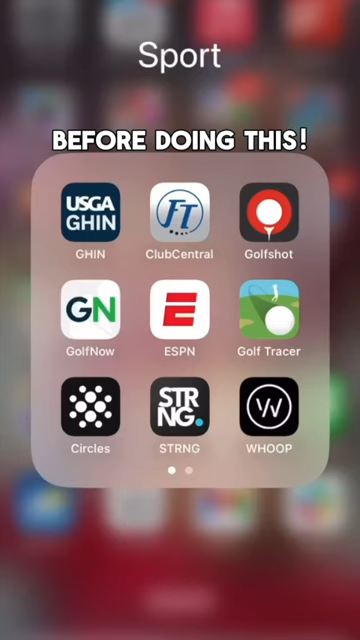 Sport
BEFORE DOING THIS!
USGA
GHIN
FT
GHIN
ClubCentral
Golfshot
GN
E
GolfNow
ESPN
Golf Tracer
STR
NG.
W
Circles
STRNG
WHOOP